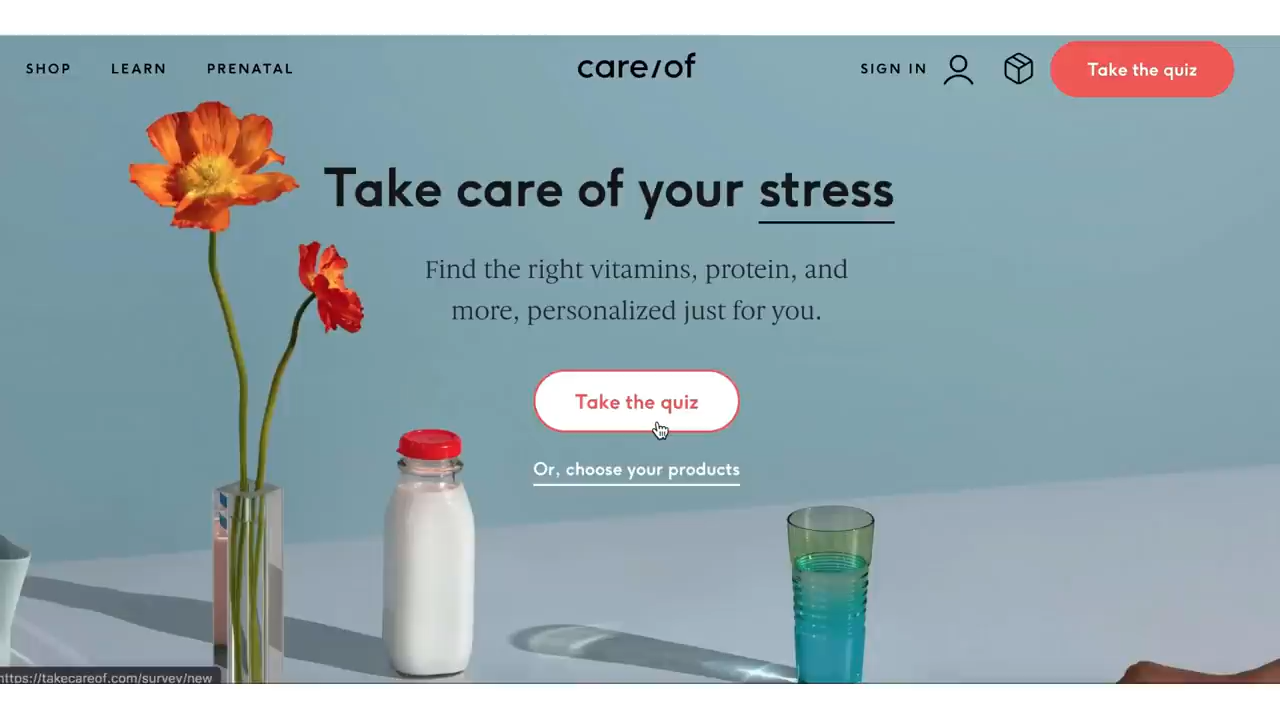 SHOP LEARN PRENATAL care/of SIGN IN Take the quiz
Take care of your stress
Find the right vitamins, protein, and
more, personalized just for you.
Take the quiz
Or, choose your products
https://takecareof.com/survey/new